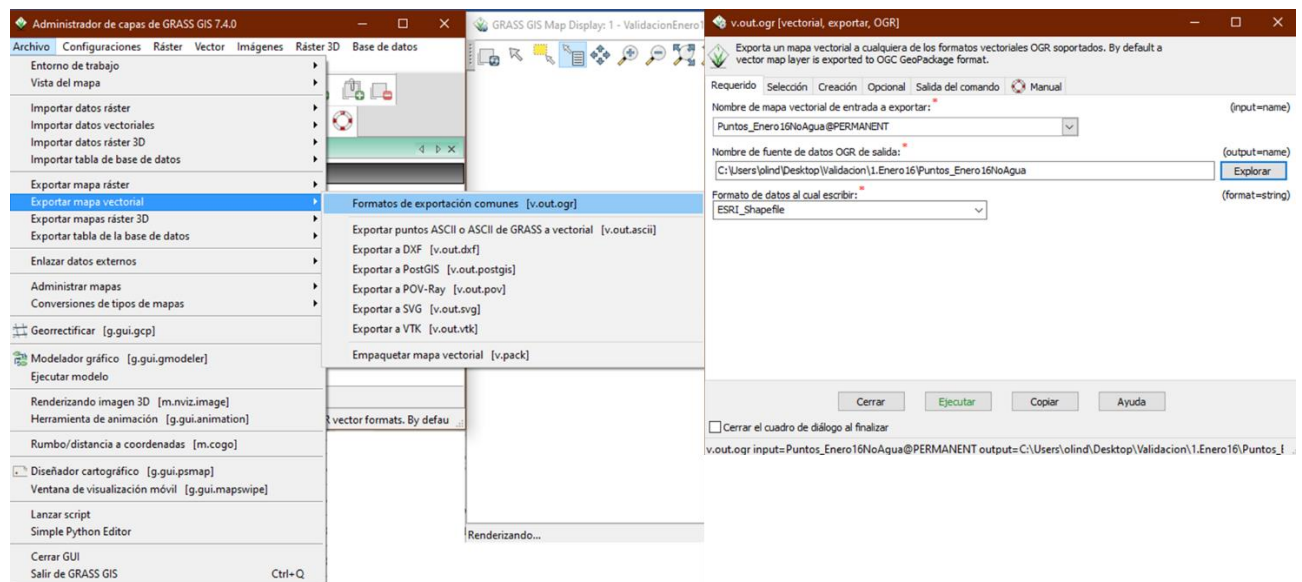 Administrador de capas de GRASS GIS 7.4.0
Archivo Configuraciones Ráster Vector Imágenes Ráster 3D Base de datos
Entorno de trabajo
Vista del mapa
Importar datos ráster
Importar datos vectoriales
Importar datos ráster 3D
Importar tabla de base de datos
Exportar mapa ráster
Exportar mapa vectorial
Exportar mapas ráster 3D
Exportar tabla de la base de datos
Enlazar datos externos
Administrar mapas
Conversiones de tipos de mapas
Georrectificar [g.gui.gcp]
Modelador gráfico [g.gui.gmodeler]
Ejecutar modelo
Renderizando imagen 3D [m.nviz.image]
Herramienta de animación [g.gui.animation]
Rumbo/distancia a coordenadas [m.cogo]
Diseñador cartográfico [g.gui.psmap]
Ventana de visualización móvil [g.gui.mapswipe]
Lanzar script
Simple Python Editor
Cerrar GUI
Salir de GRASS GIS Ctrl+Q
Formatos de exportación comunes [v.out.ogr]
Exportar puntos ASCII o ASCII de GRASS a vectorial [v.out.ascii]
Exportar a DXF [v.out.dxf]
Exportar a PostGIS [v.out.postgis]
Exportar a POV-Ray [v.out.pov]
Exportar a SVG [v.out.svg]
Exportar a VTK [v.out.vtk]
Empaquetar mapa vectorial [v.pack]
R vector formats. By defau
GRASS GIS Map Display: 1 - ValidacionEnero1
Renderizando...
v.out.ogr [vectorial, exportar, OGR]
Exporta un mapa vectorial a cualquiera de los formatos vectoriales OGR soportados. By default a
vector map layer is exported to OGC GeoPackage format.
Requerido Selección Creación Opcional Salida del comando Manual
Nombre de mapa vectorial de entrada a exportar:* (input=name)
Puntos_Enero16NoAgua@PERMANENT
Nombre de fuente de datos OGR de salida:* (output=name)
C:\Users\olind\Desktop\Validacion\1.Enero16\Puntos_Enero16NoAgua Explorar
Formato de datos al cual escribir:* (format=string)
ESRI_Shapefile
Cerrar Ejecutar Copiar Ayuda
Cerrar el cuadro de diálogo al finalizar
v.out.ogr input=Puntos_Enero16NoAgua@PERMANENT output=C:\Users\olind\Desktop\Validacion\1.Enero16\Puntos_E